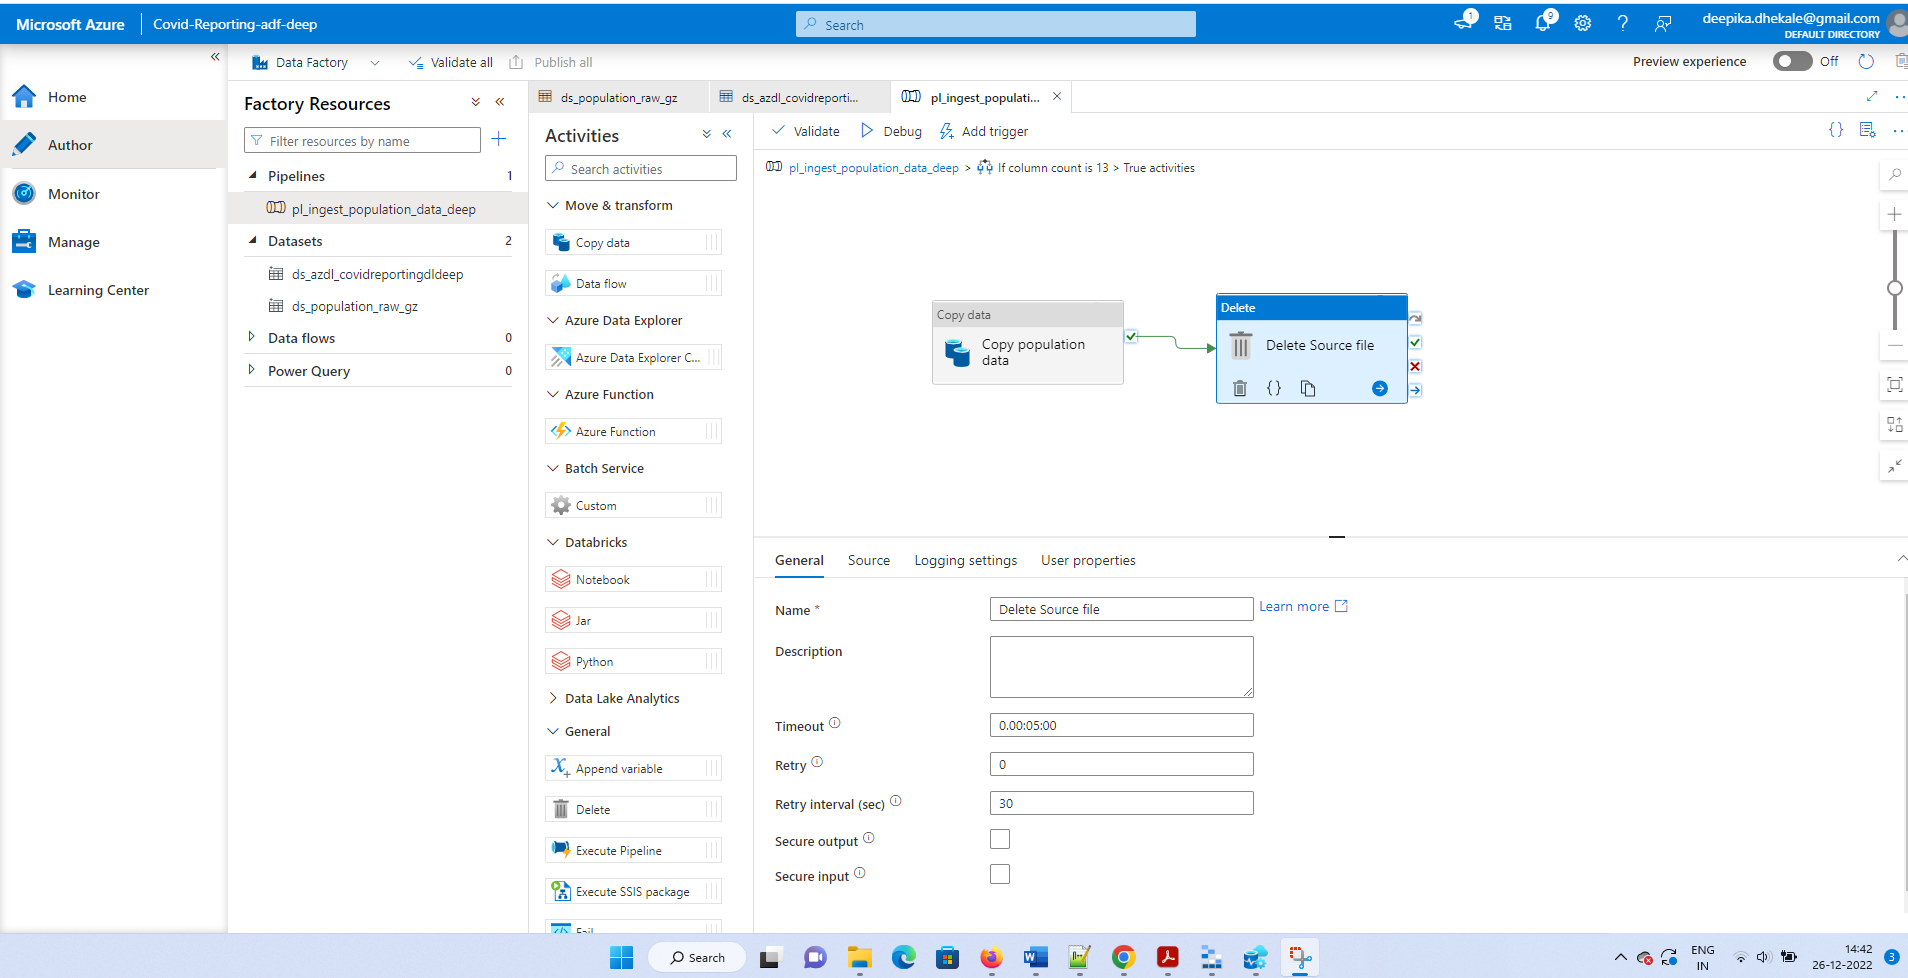 Microsoft Azure
Covid-Reporting-adf-deep
Search
1
9
deepika.dhekale@gmail.com
DEFAULT DIRECTORY
Data Factory
Validate all
Publish all
Preview experience
Off
Home
Author
Monitor
Manage
Learning Center
Factory Resources
Filter resources by name
Pipelines 1
pl_ingest_population_data_deep
Datasets 2
ds_azdl_covidreportingdldeep
ds_population_raw_gz
Data flows 0
Power Query 0
ds_population_raw_gz
ds_azdl_covidreporti...
pl_ingest_populati...
Activities
Search activities
Move & transform
Copy data
Data flow
Azure Data Explorer
Azure Data Explorer C...
Azure Function
Azure Function
Batch Service
Custom
Databricks
Notebook
Jar
Python
Data Lake Analytics
General
Append variable
Delete
Execute Pipeline
Execute SSIS package
Fail
Validate
Debug
Add trigger
pl_ingest_population_data_deep > If column count is 13 > True activities
Copy data
Copy population
data
Delete
Delete Source file
General
Source
Logging settings
User properties
Name *
Delete Source file
Learn more
Description
Timeout
0.00:05:00
Retry
0
Retry interval (sec)
30
Secure output
Secure input
Search
ENG
IN
14:42
26-12-2022
3